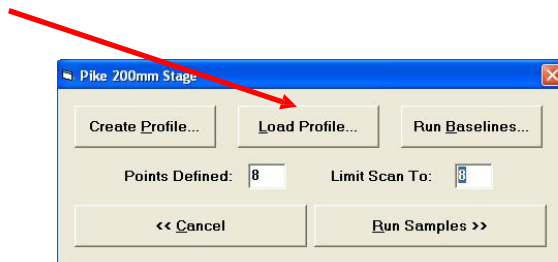 Pike 200mm Stage
Create Profile... Load Profile... Run Baselines...
Points Defined: 8 Limit Scan To: 8
<< Cancel Run Samples >>